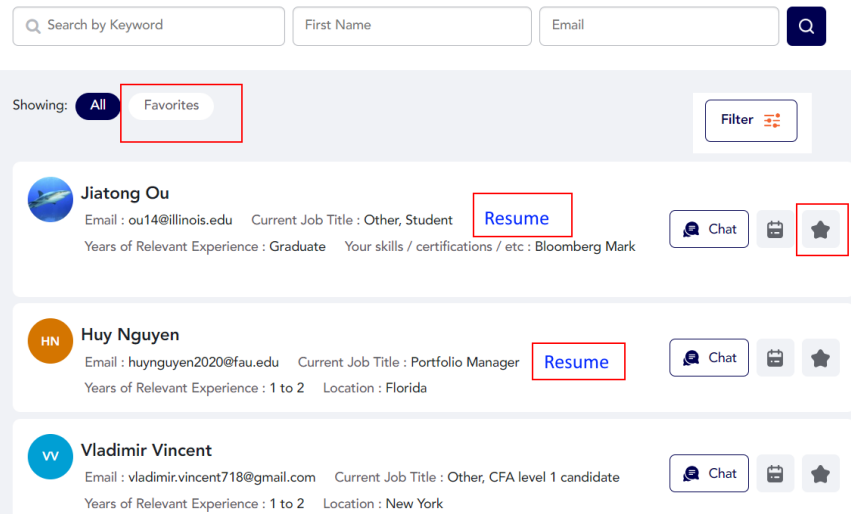 Search by Keyword First Name Email
Showing: All Favorites Filter
Jiatong Ou
Email : ou14@illinois.edu Current Job Title : Other, Student Resume
Chat
Years of Relevant Experience : Graduate Your skills / certifications / etc : Bloomberg Mark
HN
Huy Nguyen
Email : huynguyen2020@fau.edu Current Job Title : Portfolio Manager Resume
Chat
Years of Relevant Experience : 1 to 2 Location : Florida
VV
Vladimir Vincent
Email : vladimir.vincent718@gmail.com Current Job Title : Other, CFA level 1 candidate
Chat
Years of Relevant Experience : 1 to 2 Location : New York